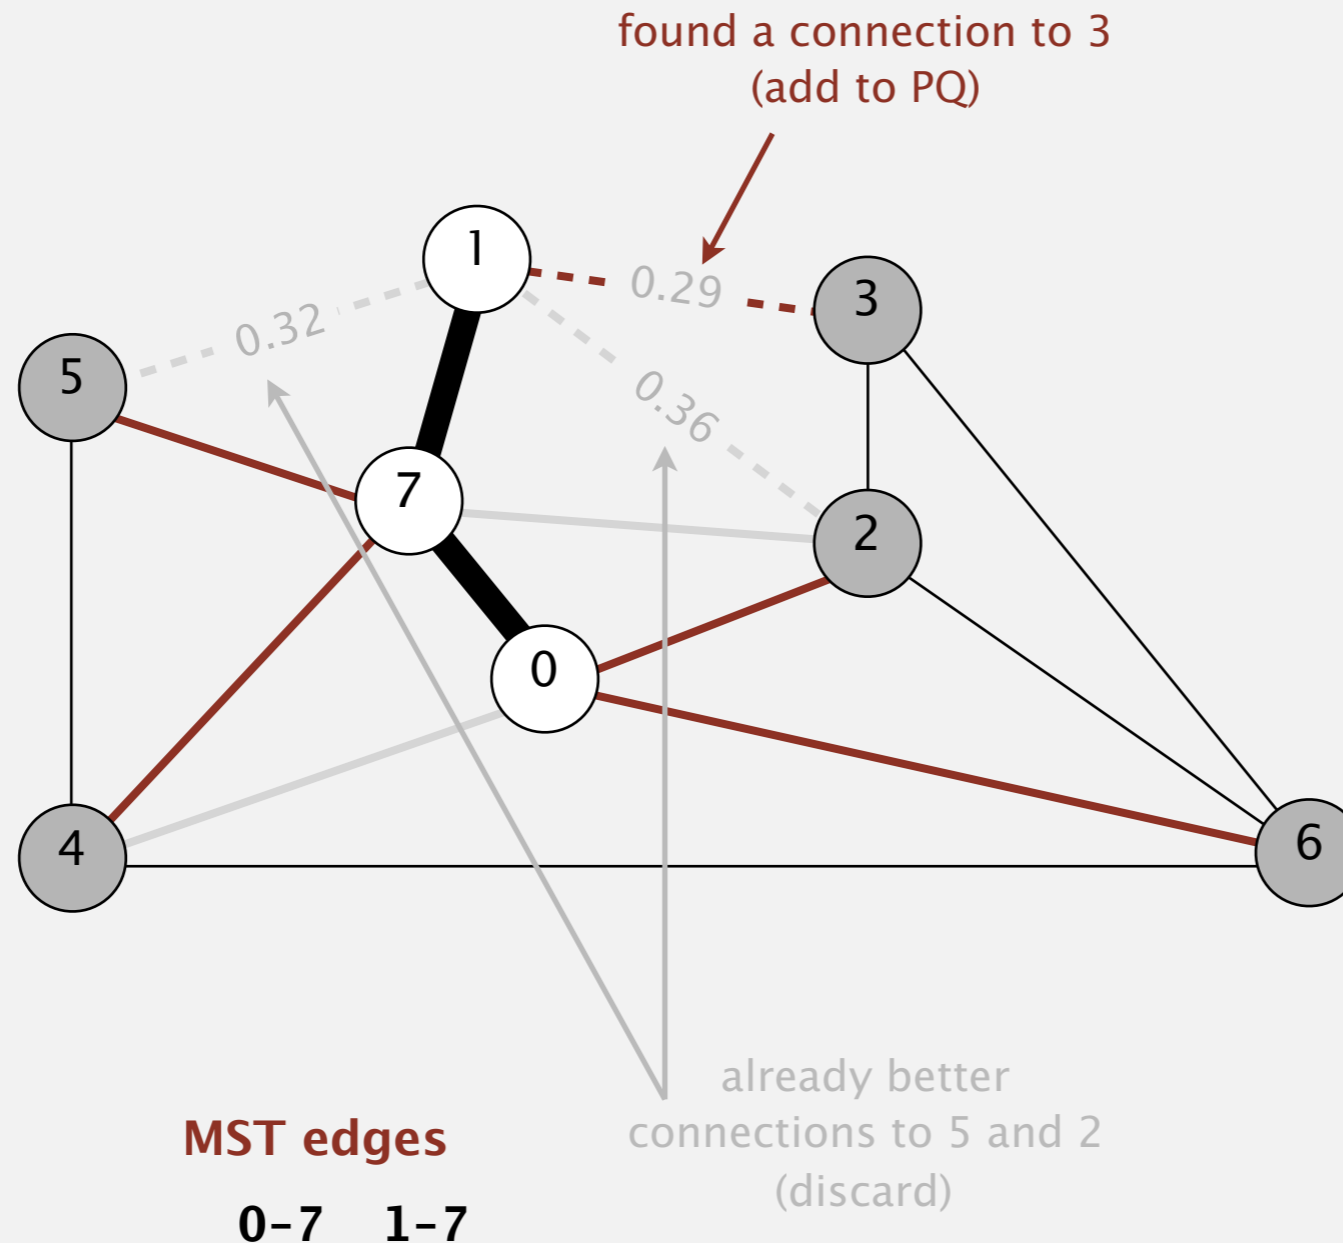 found a connection to 3
(add to PQ)
1
0.29
3
0.32
5
0.36
7
2
0
4
6
already better
connections to 5 and 2
(discard)
MST edges
0-7 1-7